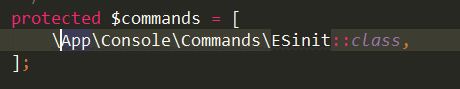 protected $commands = [
\App\Console\Commands\ESinit::class,
];